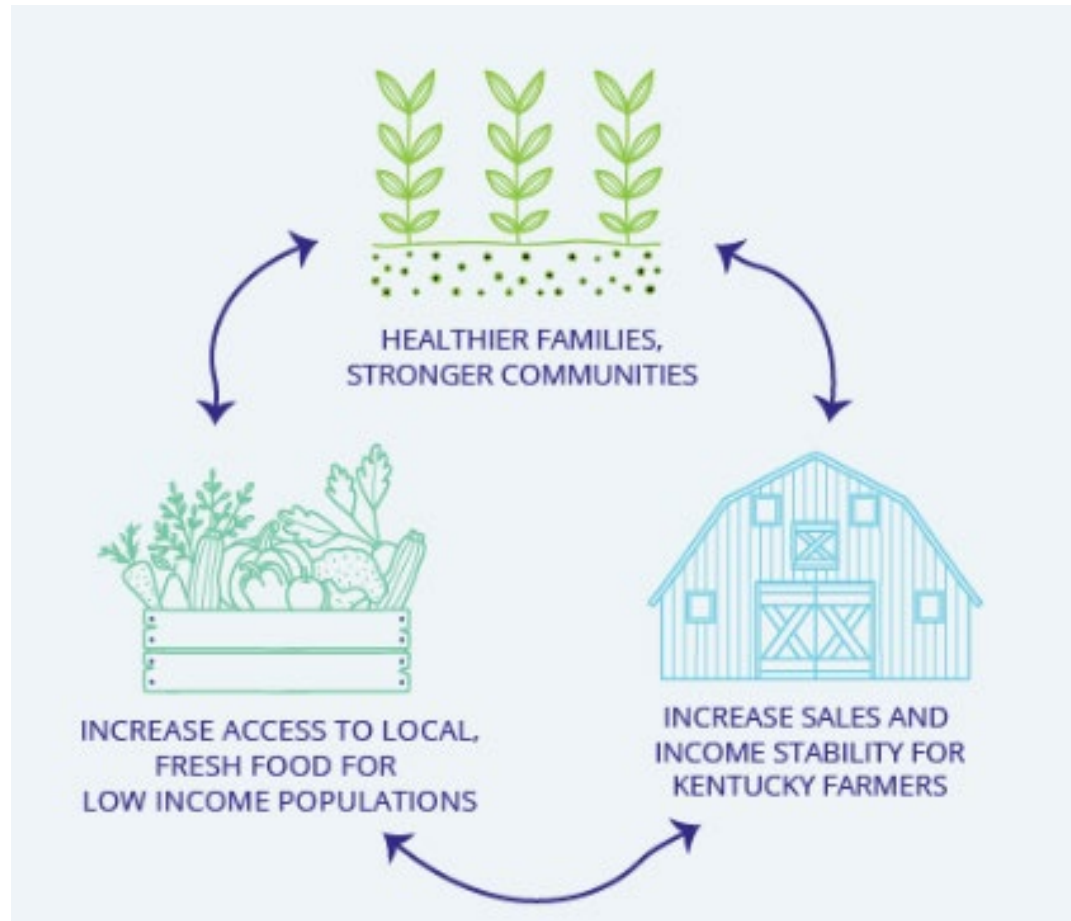 HEALTHIER FAMILIES,
STRONGER COMMUNITIES
INCREASE ACCESS TO LOCAL,
FRESH FOOD FOR
LOW INCOME POPULATIONS
INCREASE SALES AND
INCOME STABILITY FOR
KENTUCKY FARMERS